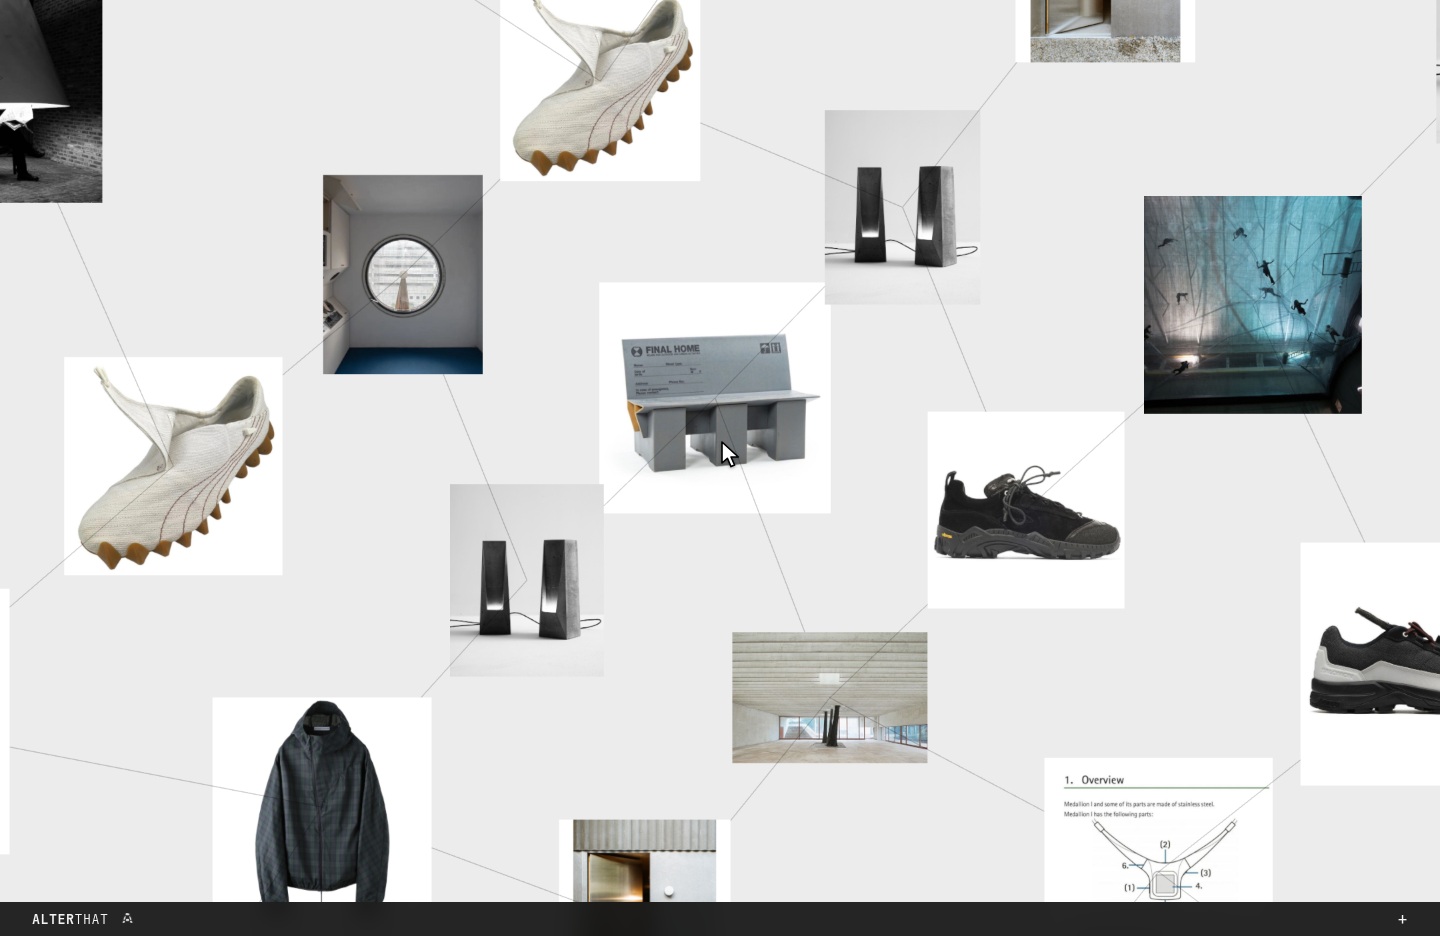 FINAL HOME
1. Overview
Medallion I and some of its parts are made of stainless steel.
Medallion I has the following parts:
(2)
6.
(3)
(1)
4.
ALTERTHAT
+